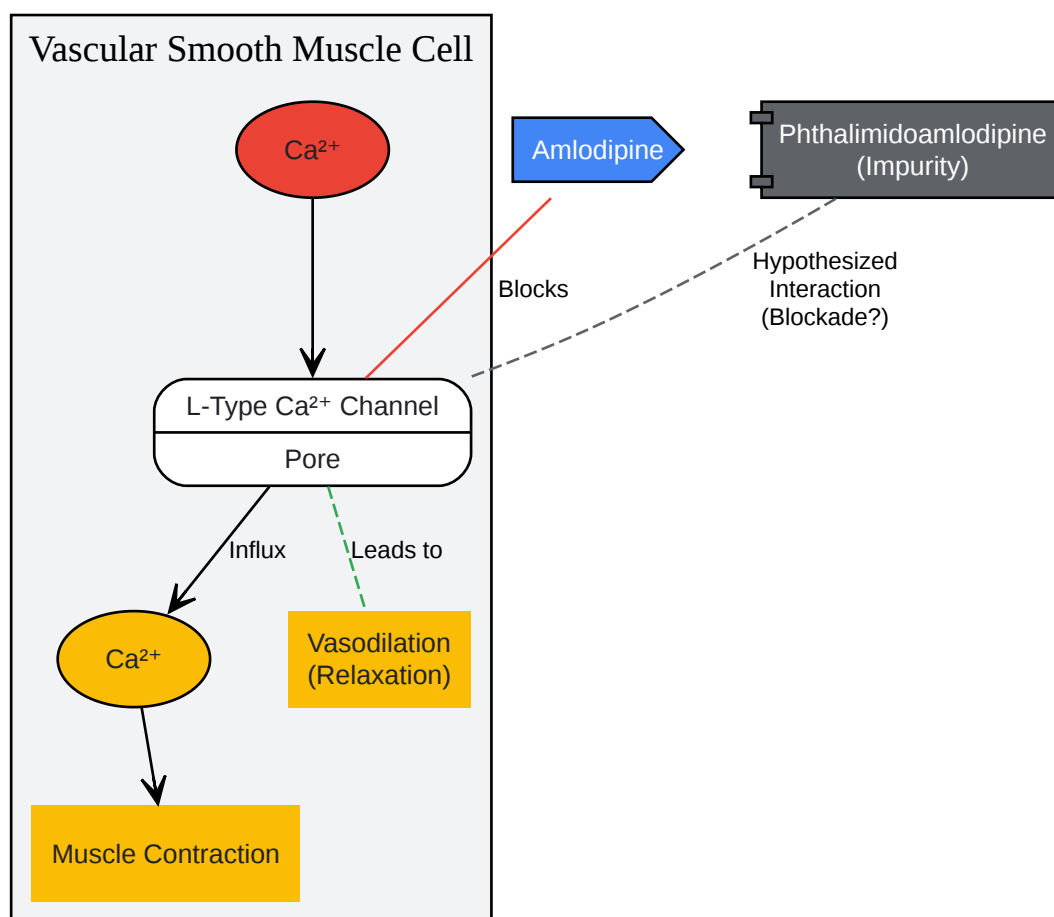 Vascular Smooth Muscle Cell
Ca²⁺
Amlodipine
Phthalimidoamlodipine
(Impurity)
Blocks
Hypothesized
Interaction
(Blockade?)
L-Type Ca²⁺ Channel
Pore
Influx
Leads to
Ca²⁺
Vasodilation
(Relaxation)
Muscle Contraction